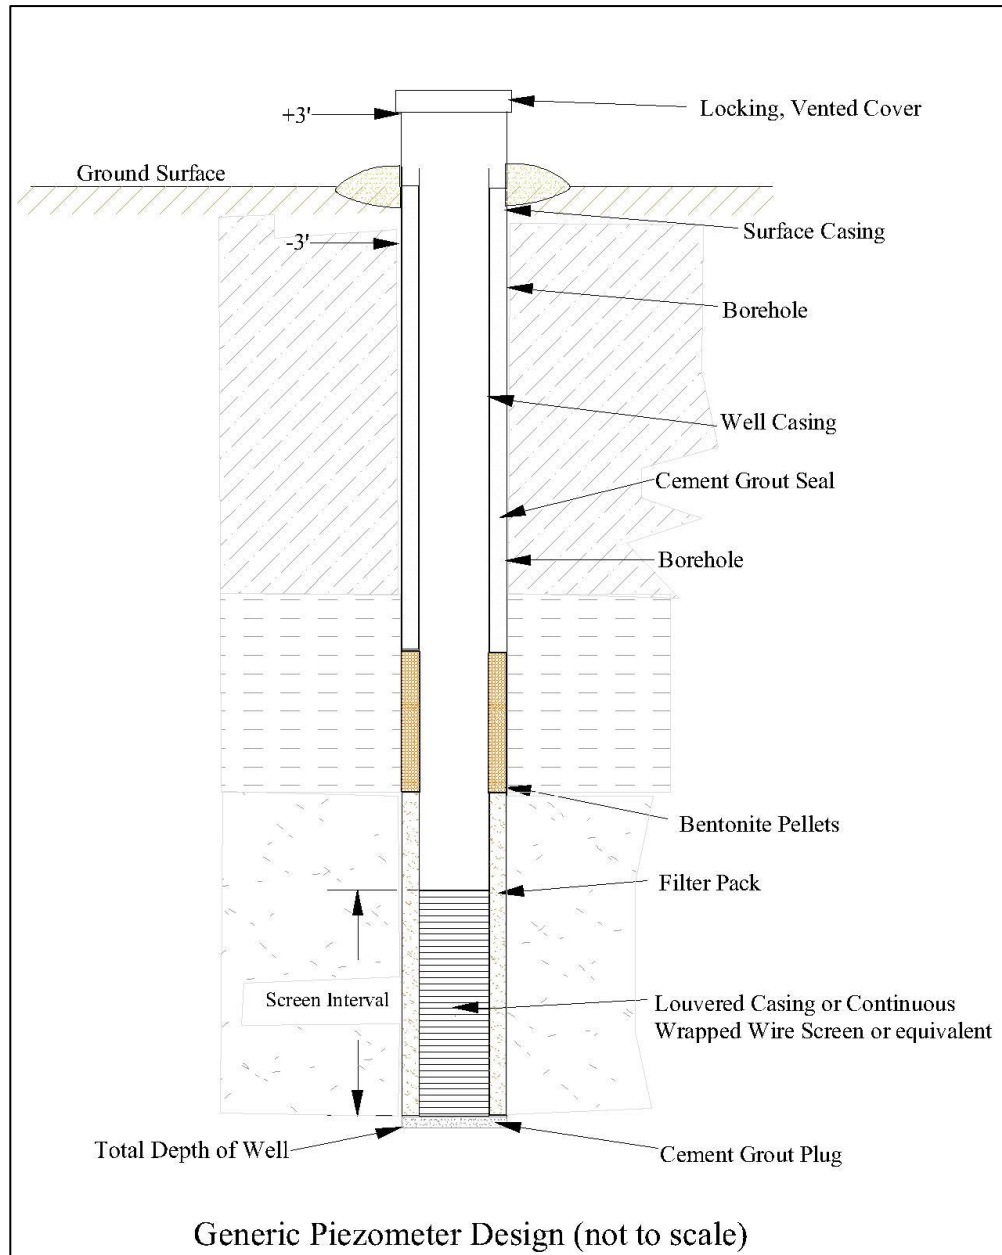 Locking, Vented Cover
+3'
Ground Surface
Surface Casing
-3'
Borehole
Well Casing
Cement Grout Seal
Borehole
Bentonite Pellets
Filter Pack
Screen Interval
Louvered Casing or Continuous
Wrapped Wire Screen or equivalent
Total Depth of Well
Cement Grout Plug
Generic Piezometer Design (not to scale)